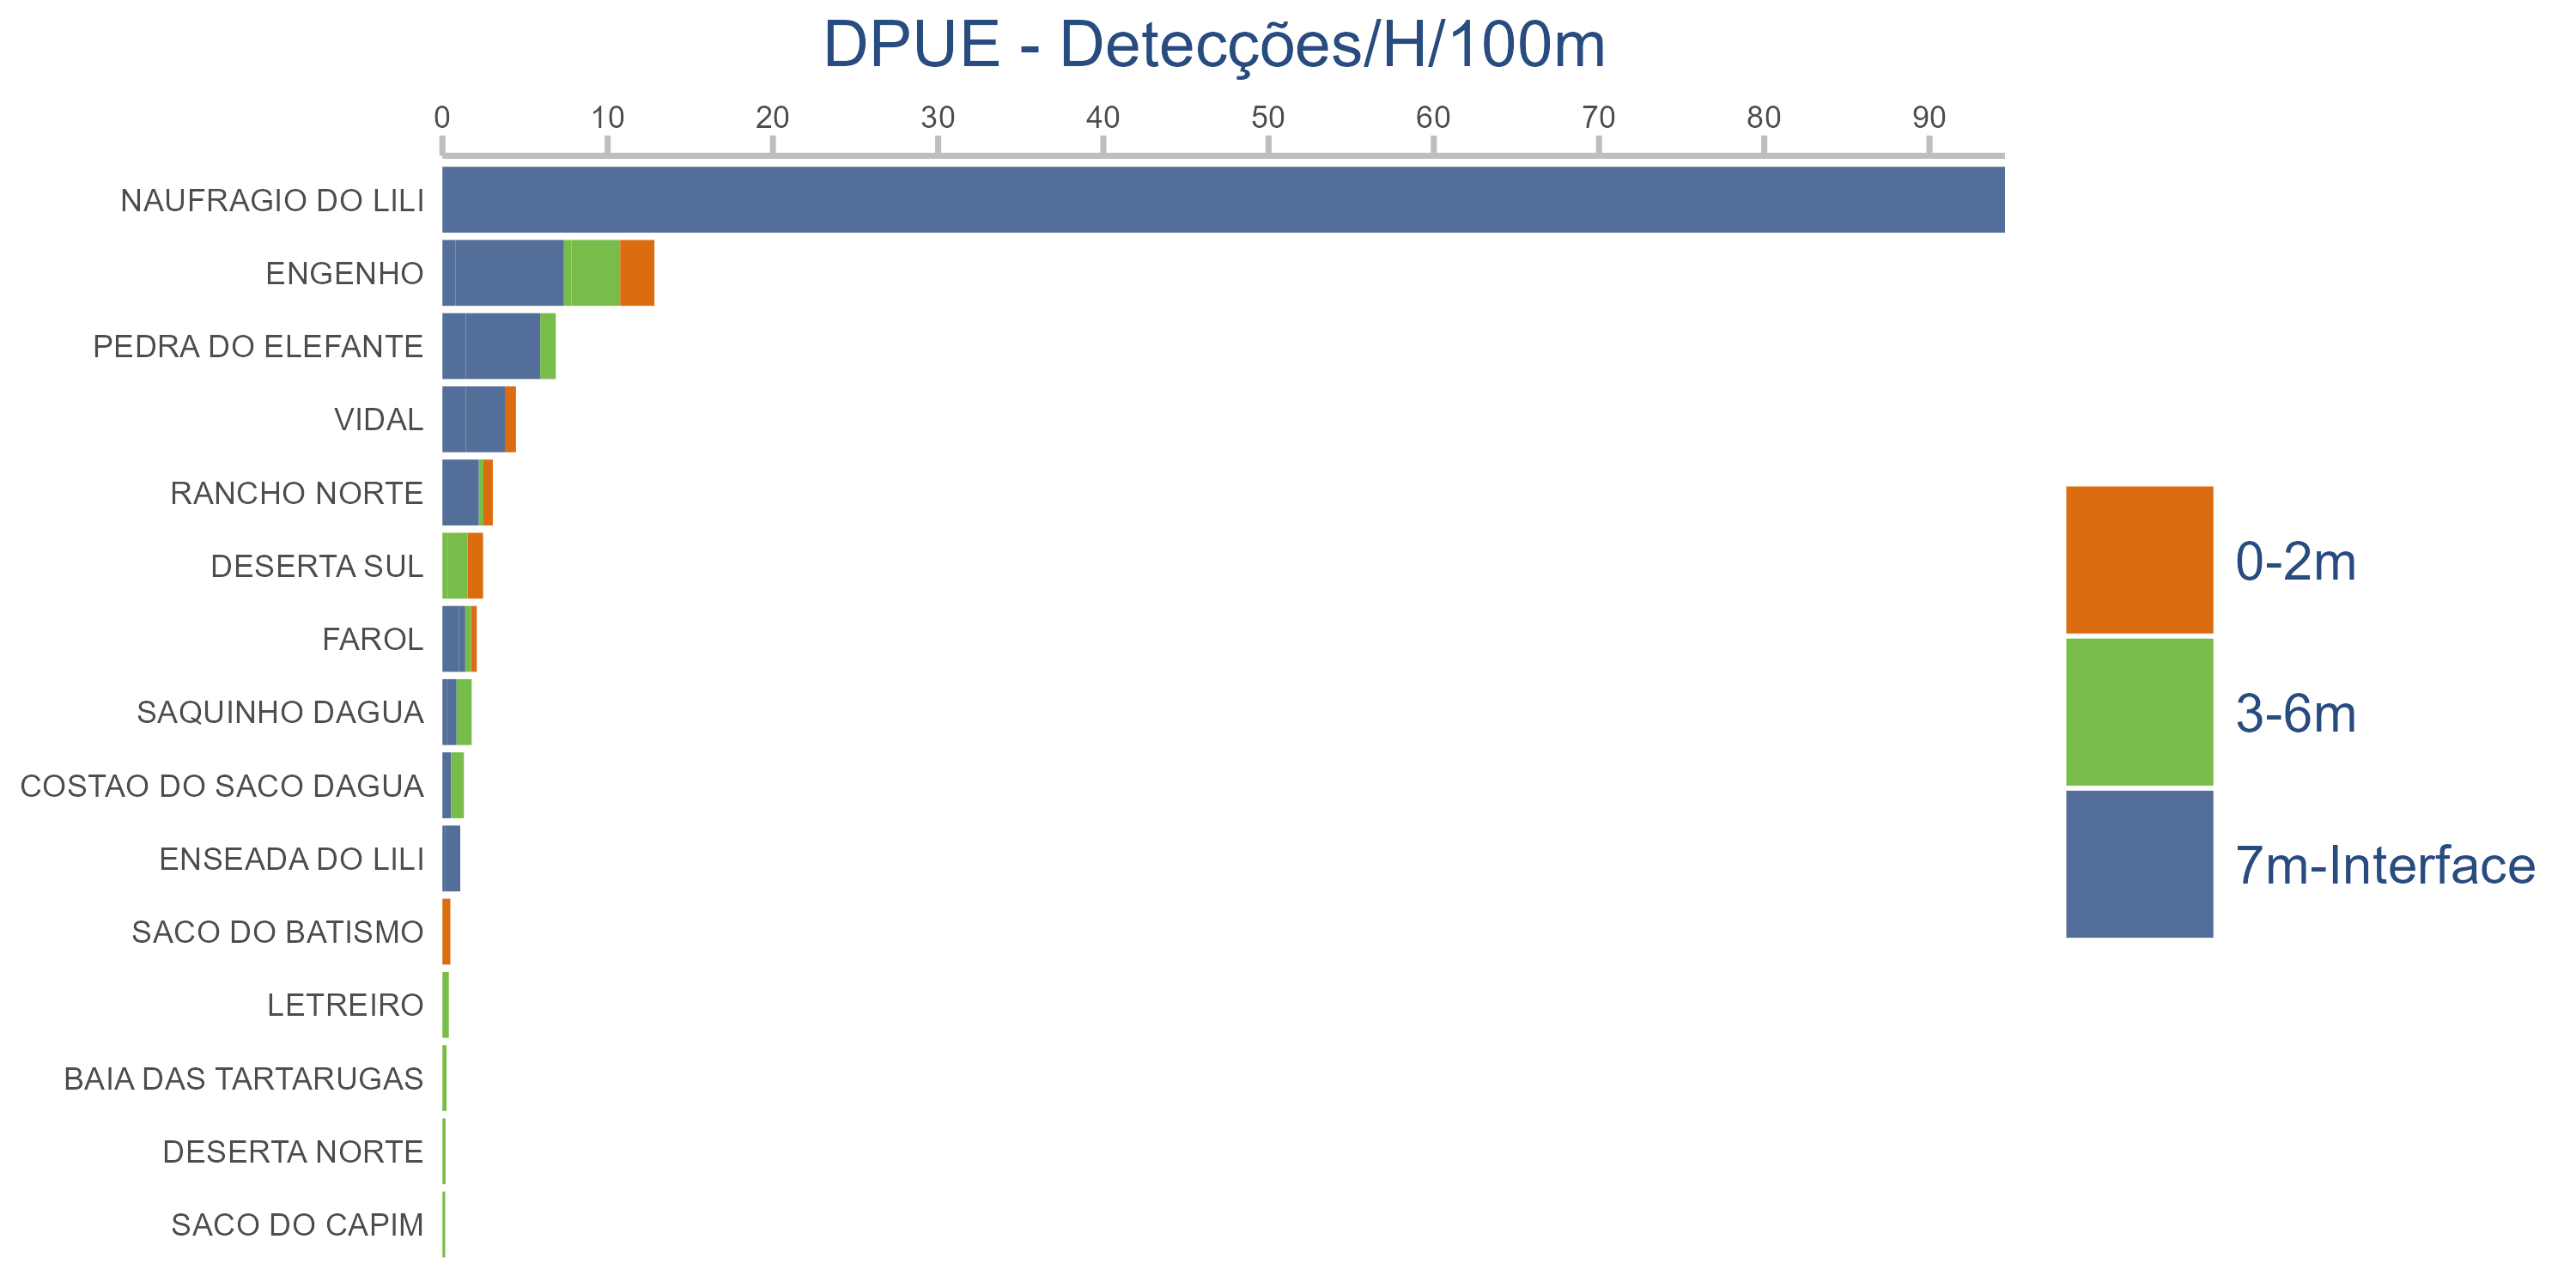 DPUE - Detecções/H/100m
0 10 20 30 40 50 60 70 80 90
NAUFRAGIO DO LILI
ENGENHO
PEDRA DO ELEFANTE
VIDAL
RANCHO NORTE
DESERTA SUL
FAROL
SAQUINHO DAGUA
COSTAO DO SACO DAGUA
ENSEADA DO LILI
SACO DO BATISMO
LETREIRO
BAIA DAS TARTARUGAS
DESERTA NORTE
SACO DO CAPIM
0-2m
3-6m
7m-Interface